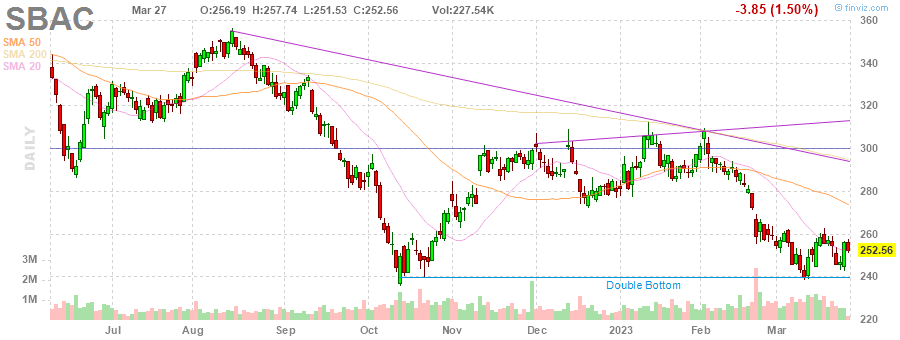 SBAC Mar 27 O:256.19 H:257.74 L:251.53 C:252.56 Vol:227.54K -3.85 (1.50%) © finviz.com
SMA 50
SMA 200
SMA 20
DAILY
360
340
320
300
280
260
252.56
240
220
3M
2M
1M
Double Bottom
Jul Aug Sep Oct Nov Dec 2023 Feb Mar